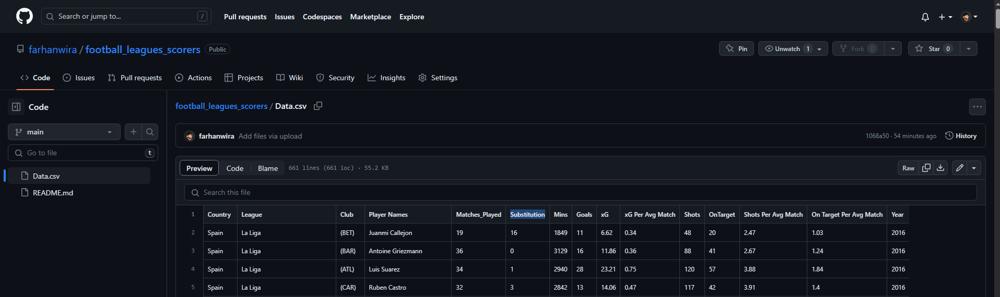 Search or jump to... / Pull requests Issues Codespaces Marketplace Explore
farhanwira / football_leagues_scorers Public Pin Unwatch 1 Fork 0 Star 0
Code Issues Pull requests Actions Projects Wiki Security Insights Settings
Code
main
Go to file t
Data.csv
README.md
football_leagues_scorers / Data.csv
farhanwira Add files via upload 1068a50 · 54 minutes ago History
Preview Code Blame 661 lines (661 loc) · 55.2 KB Raw
Search this file
1 Country League Club Player Names Matches_Played Substitution Mins Goals xG xG Per Avg Match Shots OnTarget Shots Per Avg Match On Target Per Avg Match Year
2 Spain La Liga (BET) Juanmi Callejon 19 16 1849 11 6.62 0.34 48 20 2.47 1.03 2016
3 Spain La Liga (BAR) Antoine Griezmann 36 0 3129 16 11.86 0.36 88 41 2.67 1.24 2016
4 Spain La Liga (ATL) Luis Suarez 34 1 2940 28 23.21 0.75 120 57 3.88 1.84 2016
5 Spain La Liga (CAR) Ruben Castro 32 3 2842 13 14.06 0.47 117 42 3.91 1.4 2016